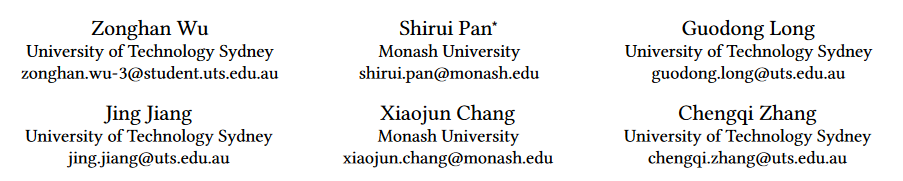 Zonghan Wu
University of Technology Sydney
zonghan.wu-3@student.uts.edu.au
Shirui Pan*
Monash University
shirui.pan@monash.edu
Guodong Long
University of Technology Sydney
guodong.long@uts.edu.au
Jing Jiang
University of Technology Sydney
jing.jiang@uts.edu.au
Xiaojun Chang
Monash University
xiaojun.chang@monash.edu
Chengqi Zhang
University of Technology Sydney
chengqi.zhang@uts.edu.au